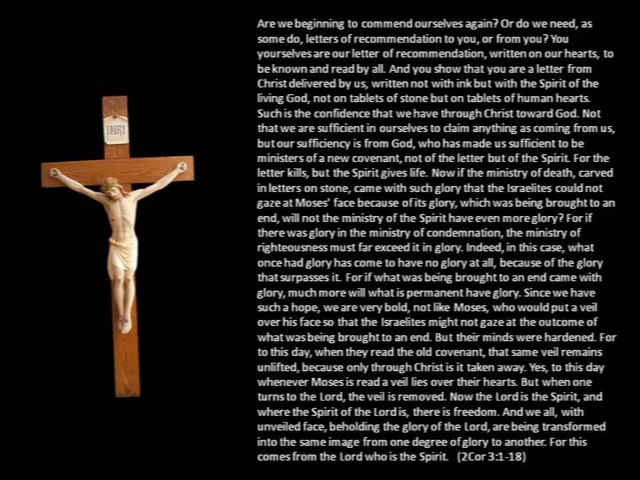 INRI
Are we beginning to commend ourselves again? Or do we need, as
some do, letters of recommendation to you, or from you? You
yourselves are our letter of recommendation, written on our hearts, to
be known and read by all. And you show that you are a letter from
Christ delivered by us, written not with ink but with the Spirit of the
living God, not on tablets of stone but on tablets of human hearts.
Such is the confidence that we have through Christ toward God. Not
that we are sufficient in ourselves to claim anything as coming from us,
but our sufficiency is from God, who has made us sufficient to be
ministers of a new covenant, not of the letter but of the Spirit. For the
letter kills, but the Spirit gives life. Now if the ministry of death, carved
in letters on stone, came with such glory that the Israelites could not
gaze at Moses' face because of its glory, which was being brought to an
end, will not the ministry of the Spirit have even more glory? For if
there was glory in the ministry of condemnation, the ministry of
righteousness must far exceed it in glory. Indeed, in this case, what
once had glory has come to have no glory at all, because of the glory
that surpasses it. For if what was being brought to an end came with
glory, much more will what is permanent have glory. Since we have
such a hope, we are very bold, not like Moses, who would put a veil
over his face so that the Israelites might not gaze at the outcome of
what was being brought to an end. But their minds were hardened. For
to this day, when they read the old covenant, that same veil remains
unlifted, because only through Christ is it taken away. Yes, to this day
whenever Moses is read a veil lies over their hearts. But when one
turns to the Lord, the veil is removed. Now the Lord is the Spirit, and
where the Spirit of the Lord is, there is freedom. And we all, with
unveiled face, beholding the glory of the Lord, are being transformed
into the same image from one degree of glory to another. For this
comes from the Lord who is the Spirit. (2Cor 3:1-18)